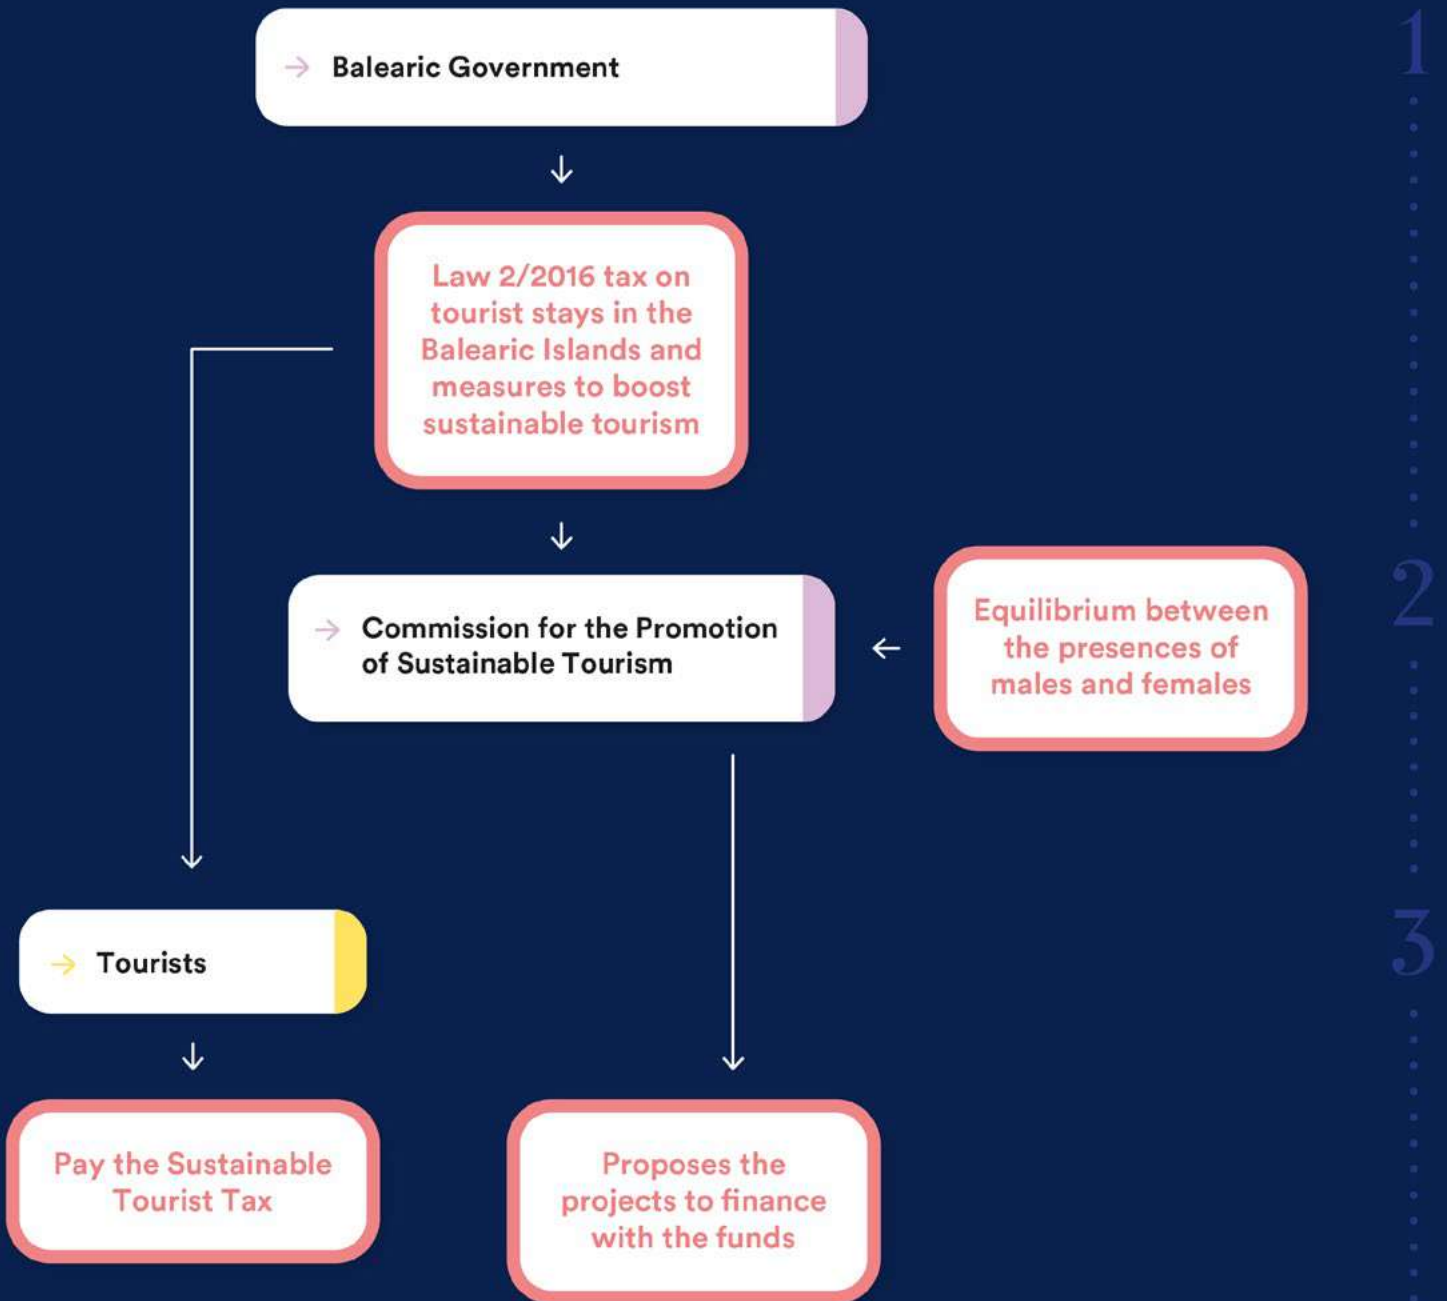 Balearic Government
1
Law 2/2016 tax on
tourist stays in the
Balearic Islands and
measures to boost
sustainable tourism
2
Commission for the Promotion
of Sustainable Tourism
Equilibrium between
the presences of
males and females
3
Tourists
Pay the Sustainable
Tourist Tax
Proposes the
projects to finance
with the funds